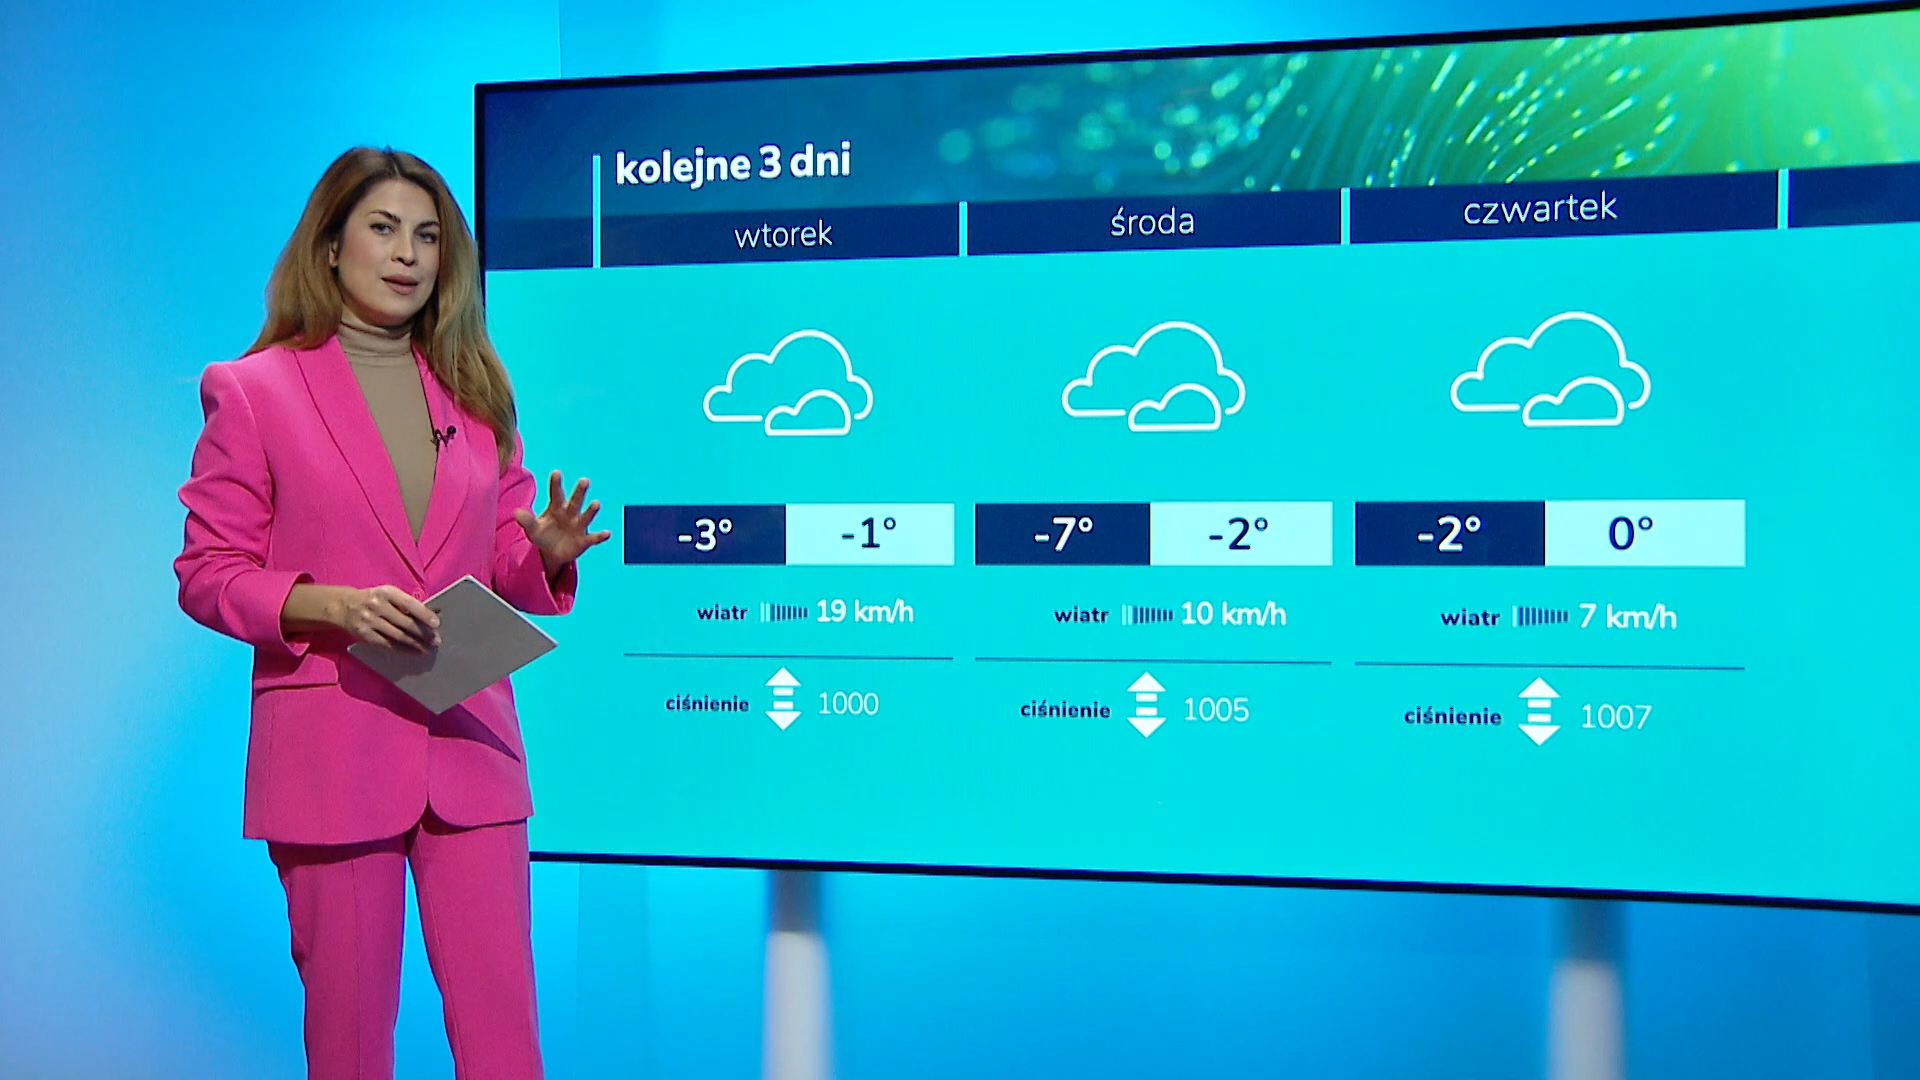 kolejne 3 dni
wtorek środa czwartek
-3° -1° -7° -2° -2° 0°
wiatr 19 km/h wiatr 10 km/h wiatr 7 km/h
ciśnienie 1000 ciśnienie 1005 ciśnienie 1007